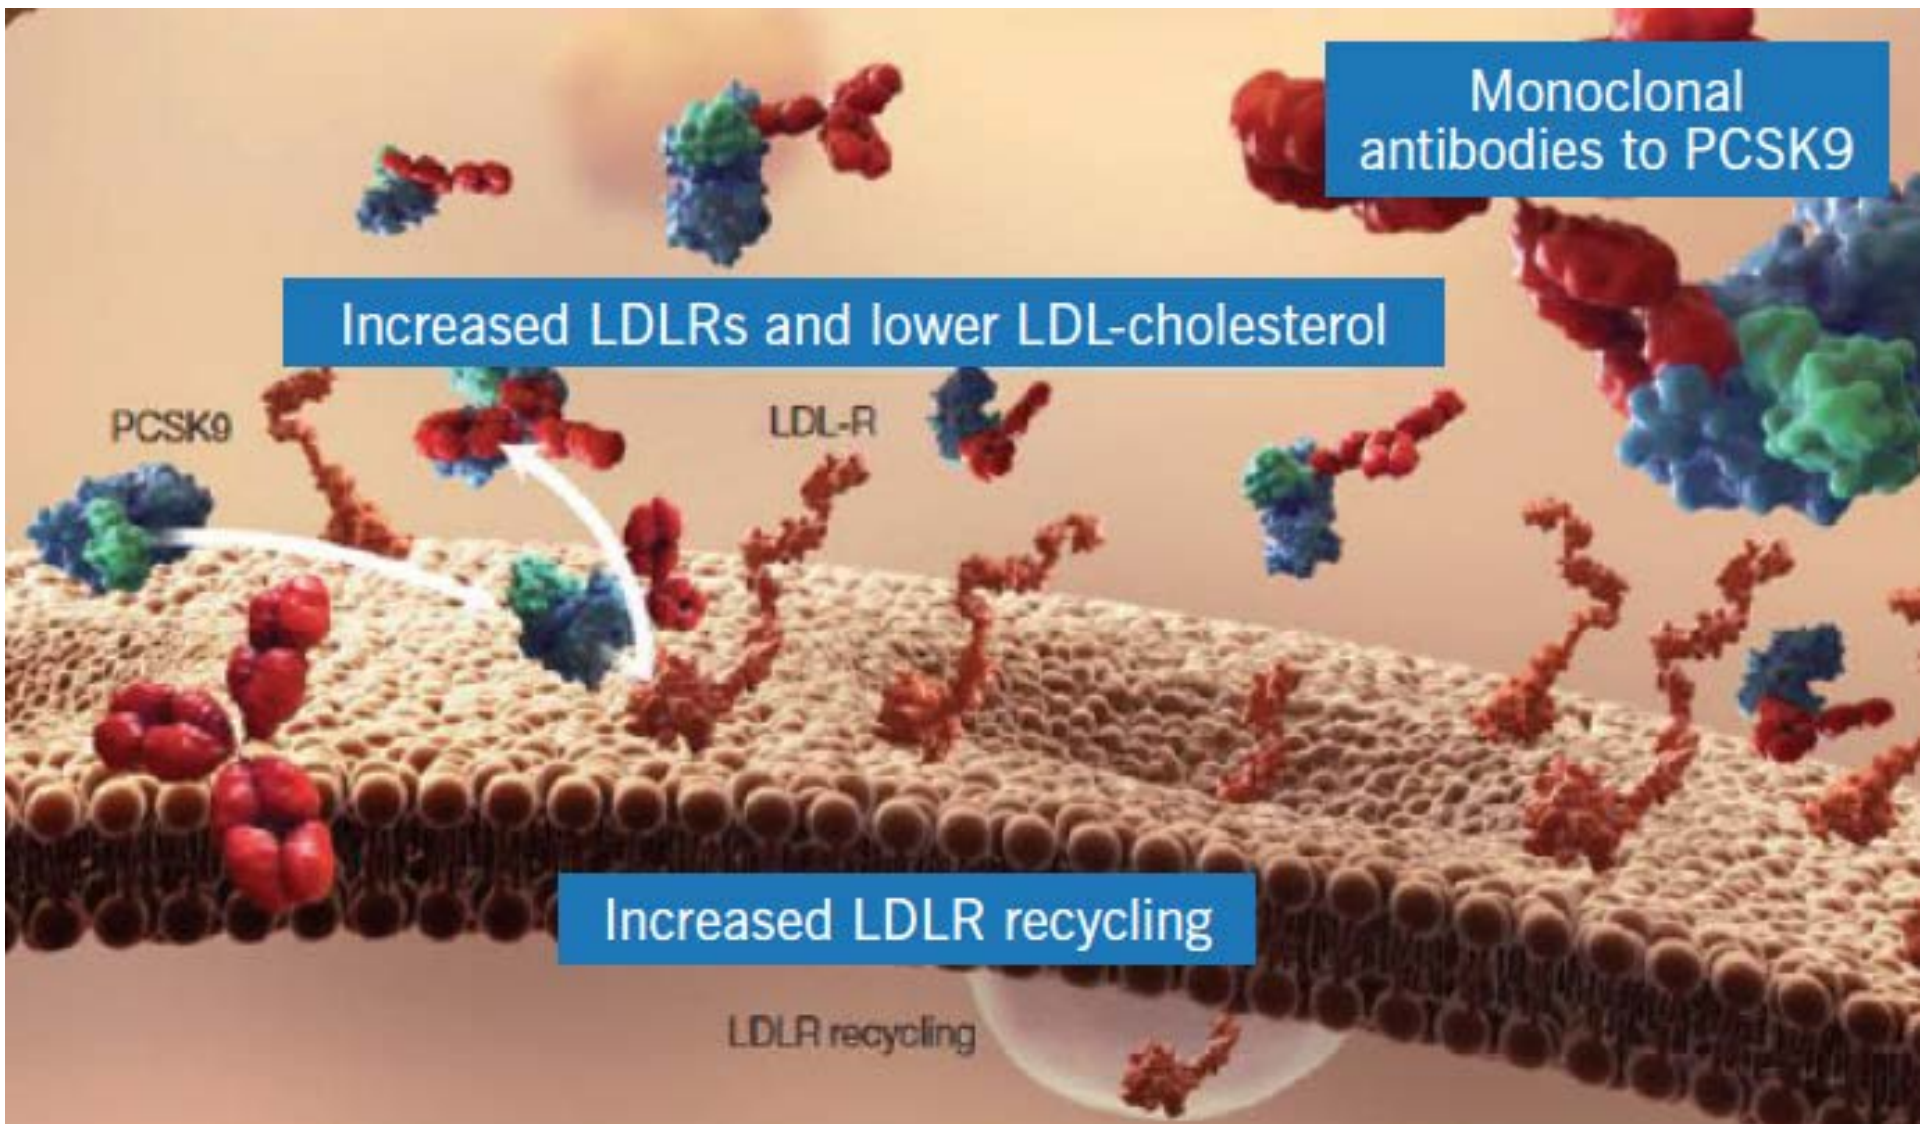 Monoclonal
antibodies to PCSK9
Increased LDLRs and lower LDL-cholesterol
PCSK9
LDL-R
Increased LDLR recycling
LDLR recycling